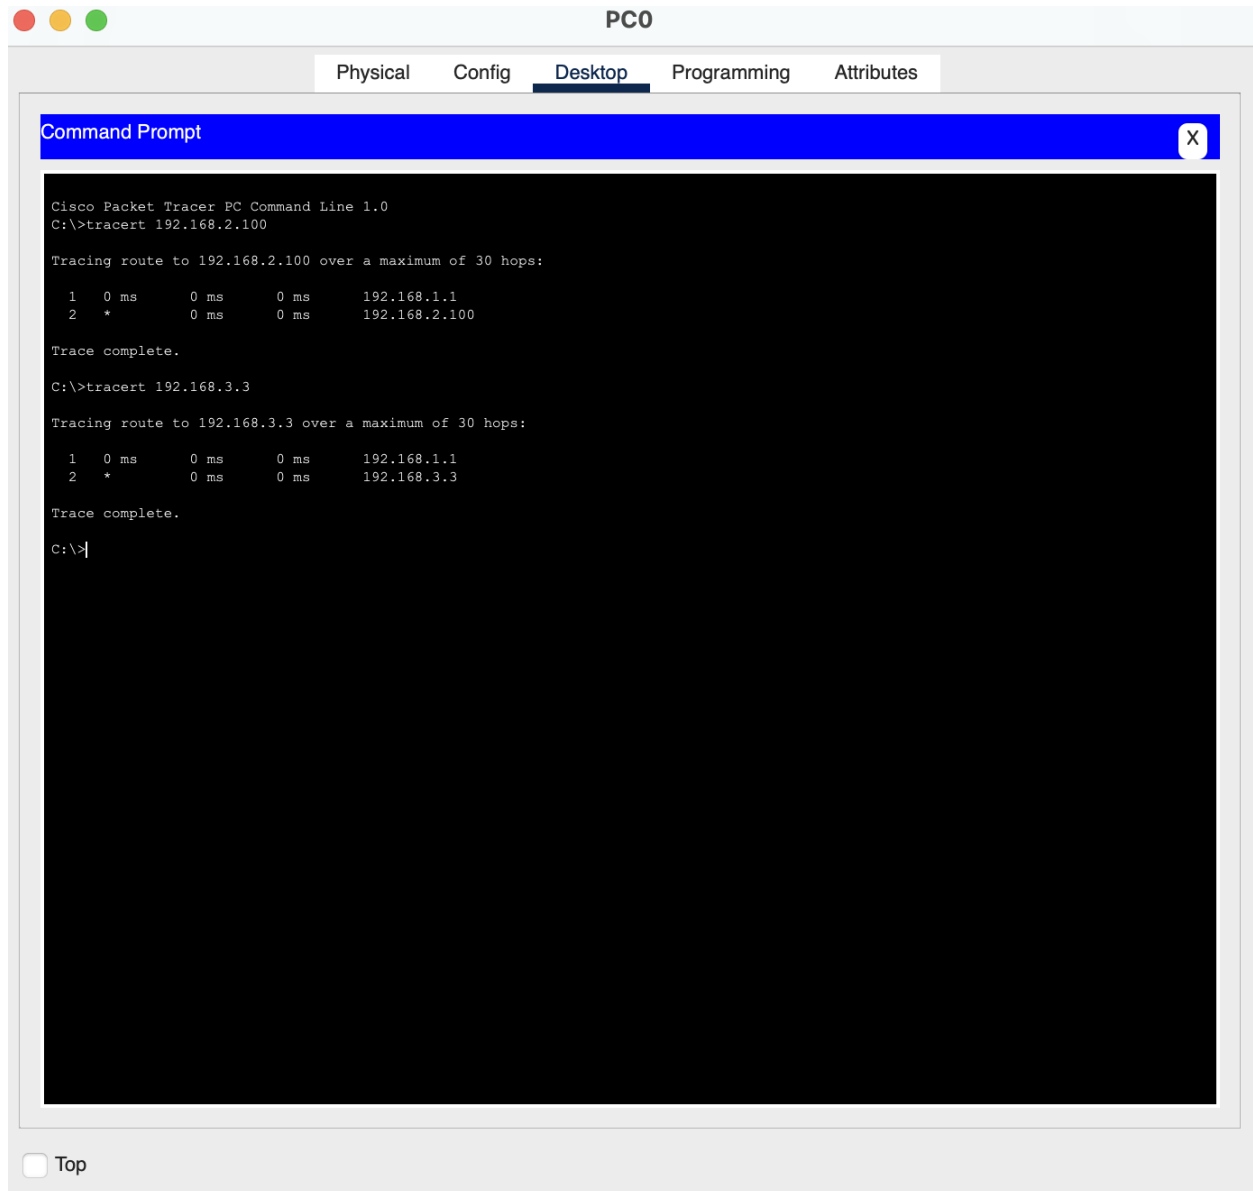 PC0
Physical Config Desktop Programming Attributes
Command Prompt
X
Cisco Packet Tracer PC Command Line 1.0
C:\>tracert 192.168.2.100
Tracing route to 192.168.2.100 over a maximum of 30 hops:
1 0 ms 0 ms 0 ms 192.168.1.1
2 * 0 ms 0 ms 192.168.2.100
Trace complete.
C:\>tracert 192.168.3.3
Tracing route to 192.168.3.3 over a maximum of 30 hops:
1 0 ms 0 ms 0 ms 192.168.1.1
2 * 0 ms 0 ms 192.168.3.3
Trace complete.
C:\>
Top